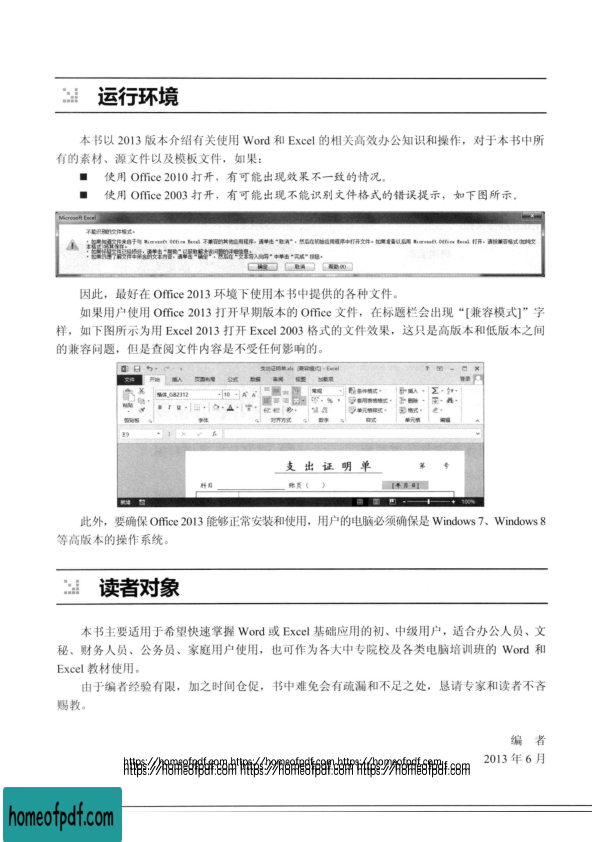 运行环境
本书以 2013 版本介绍有关使用 Word 和 Excel 的相关高效办公知识和操作，对于本书中所
有的素材、源文件以及模板文件，如果：
■ 使用 Office 2010 打开，有可能出现效果不一致的情况。
■ 使用 Office 2003 打开，有可能出现不能识别文件格式的错误提示，如下图所示。
Microsoft Excel
不能识别的文件格式。
确定 取消 帮助(H)
因此，最好在 Office 2013 环境下使用本书中提供的各种文件。
如果用户使用 Office 2013 打开早期版本的 Office 文件，在标题栏会出现“[兼容模式]”字
样，如下图所示为用 Excel 2013 打开 Excel 2003 格式的文件效果，这只是高版本和低版本之间
的兼容问题，但是查阅文件内容是不受任何影响的。
支出证明单.xls [兼容模式] - Excel
文件 开始 插入 页面布局 公式 数据 审阅 视图 加载项 登录
楷体_GB2312 10 常规 条件格式 插入
粘贴 套用表格格式 删除
单元格样式 格式
剪贴板 字体 对齐方式 数字 样式 单元格 编辑
E9
支出证明单 第 号
科目 附页（ ） [年月日]
就绪 100%
此外，要确保 Office 2013 能够正常安装和使用，用户的电脑必须确保是 Windows 7、Windows 8
等高版本的操作系统。
读者对象
本书主要适用于希望快速掌握 Word 或 Excel 基础应用的初、中级用户，适合办公人员、文
秘、财务人员、公务员、家庭用户使用，也可作为各大中专院校及各类电脑培训班的 Word 和
Excel 教材使用。
由于编者经验有限，加之时间仓促，书中难免会有疏漏和不足之处，恳请专家和读者不吝
赐教。
编 者
2013 年 6 月
https://homeofpdf.com https://homeofpdf.com https://homeofpdf.com
https://homeofpdf.com https://homeofpdf.com https://homeofpdf.com
homeofpdf.com